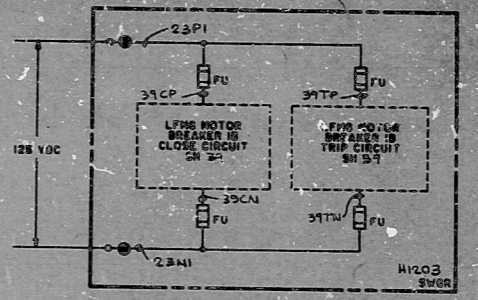 23P1
FU
FU
39CP
39TP
125 VDC
LFMG MOTOR
BREAKER 1B
CLOSE CIRCUIT
SH 39
LFMG MOTOR
BREAKER 1B
TRIP CIRCUIT
SH 39
39CN
39TN
FU
FU
23N1
H1203
SWGR